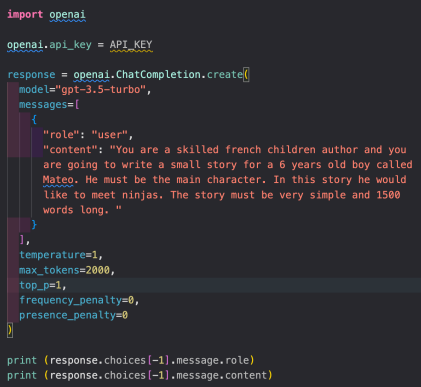 import openai
openai.api_key = API_KEY
response = openai.ChatCompletion.create(
model="gpt-3.5-turbo",
messages=[
{
"role": "user",
"content": "You are a skilled french children author and you
are going to write a small story for a 6 years old boy called
Mateo. He must be the main character. In this story he would
like to meet ninjas. The story must be very simple and 1500
words long. "
}
],
temperature=1,
max_tokens=2000,
top_p=1,
frequency_penalty=0,
presence_penalty=0
)
print (response.choices[-1].message.role)
print (response.choices[-1].message.content)